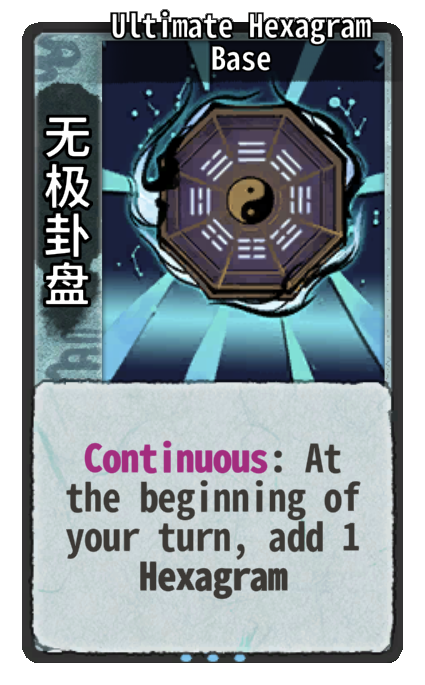 Ultimate Hexagram
Base
无极卦盘
Continuous: At
the beginning of
your turn, add 1
Hexagram